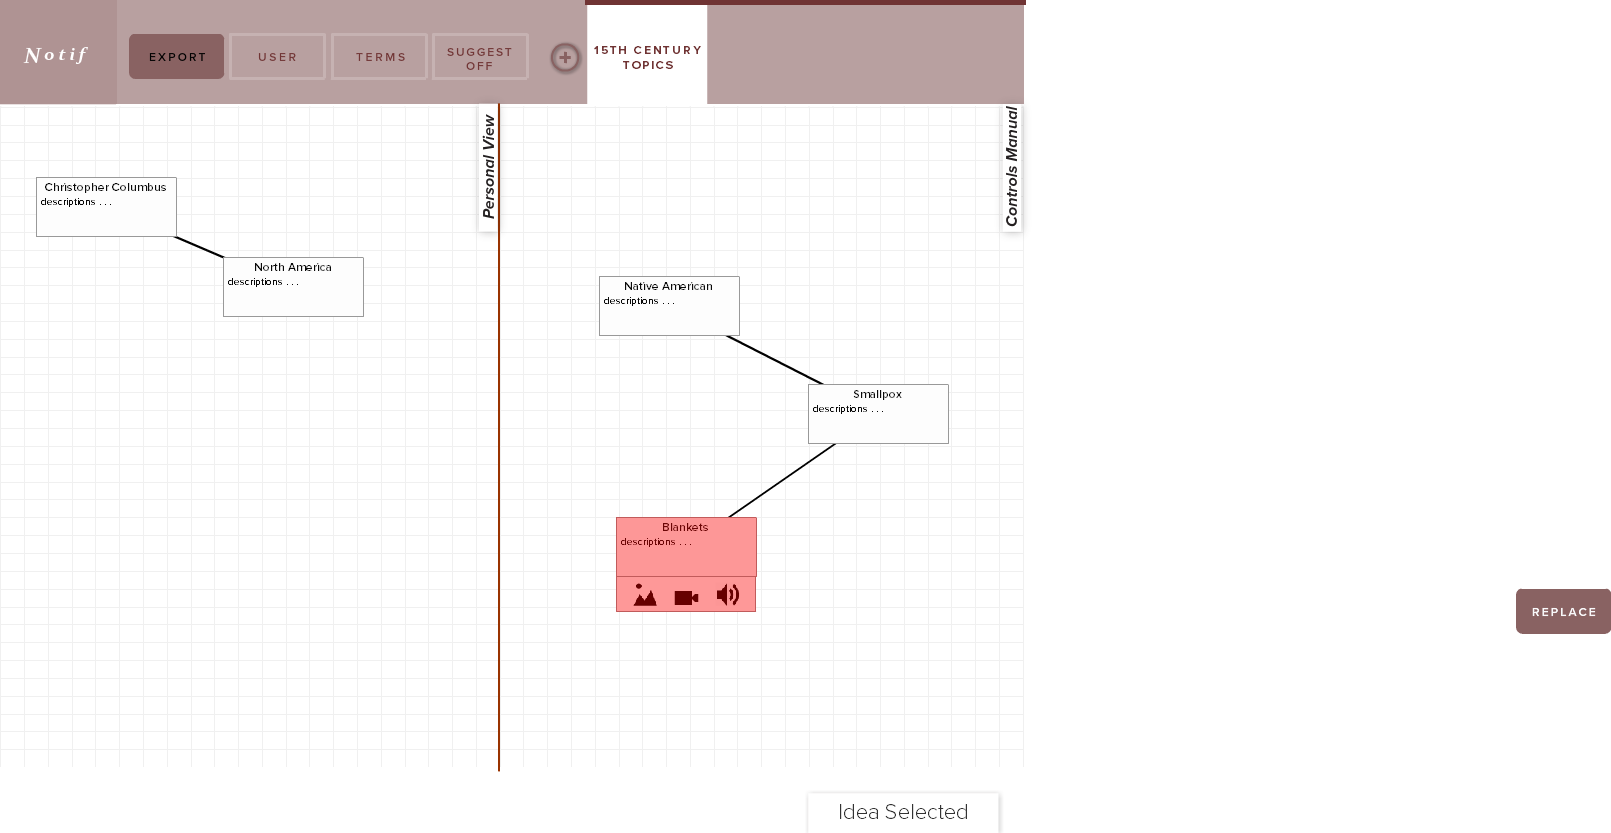 Notif
EXPORT
USER
TERMS
SUGGEST
OFF
15TH CENTURY
TOPICS
Personal View
Controls Manual
Christopher Columbus
descriptions . . .
North America
descriptions . . .
Native American
descriptions . . .
Smallpox
descriptions . . .
Blankets
descriptions . . .
REPLACE
Idea Selected